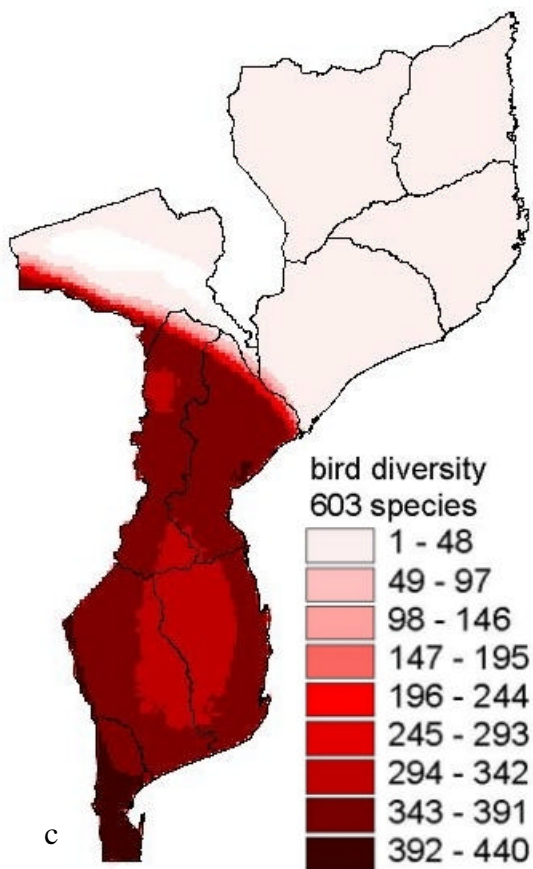 bird diversity
603 species
1 - 48
49 - 97
98 - 146
147 - 195
196 - 244
245 - 293
294 - 342
343 - 391
392 - 440
c